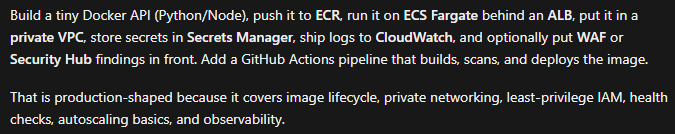 Build a tiny Docker API (Python/Node), push it to ECR, run it on ECS Fargate behind an ALB, put it in a
private VPC, store secrets in Secrets Manager, ship logs to CloudWatch, and optionally put WAF or
Security Hub findings in front. Add a GitHub Actions pipeline that builds, scans, and deploys the image.
That is production-shaped because it covers image lifecycle, private networking, least-privilege IAM, health
checks, autoscaling basics, and observability.